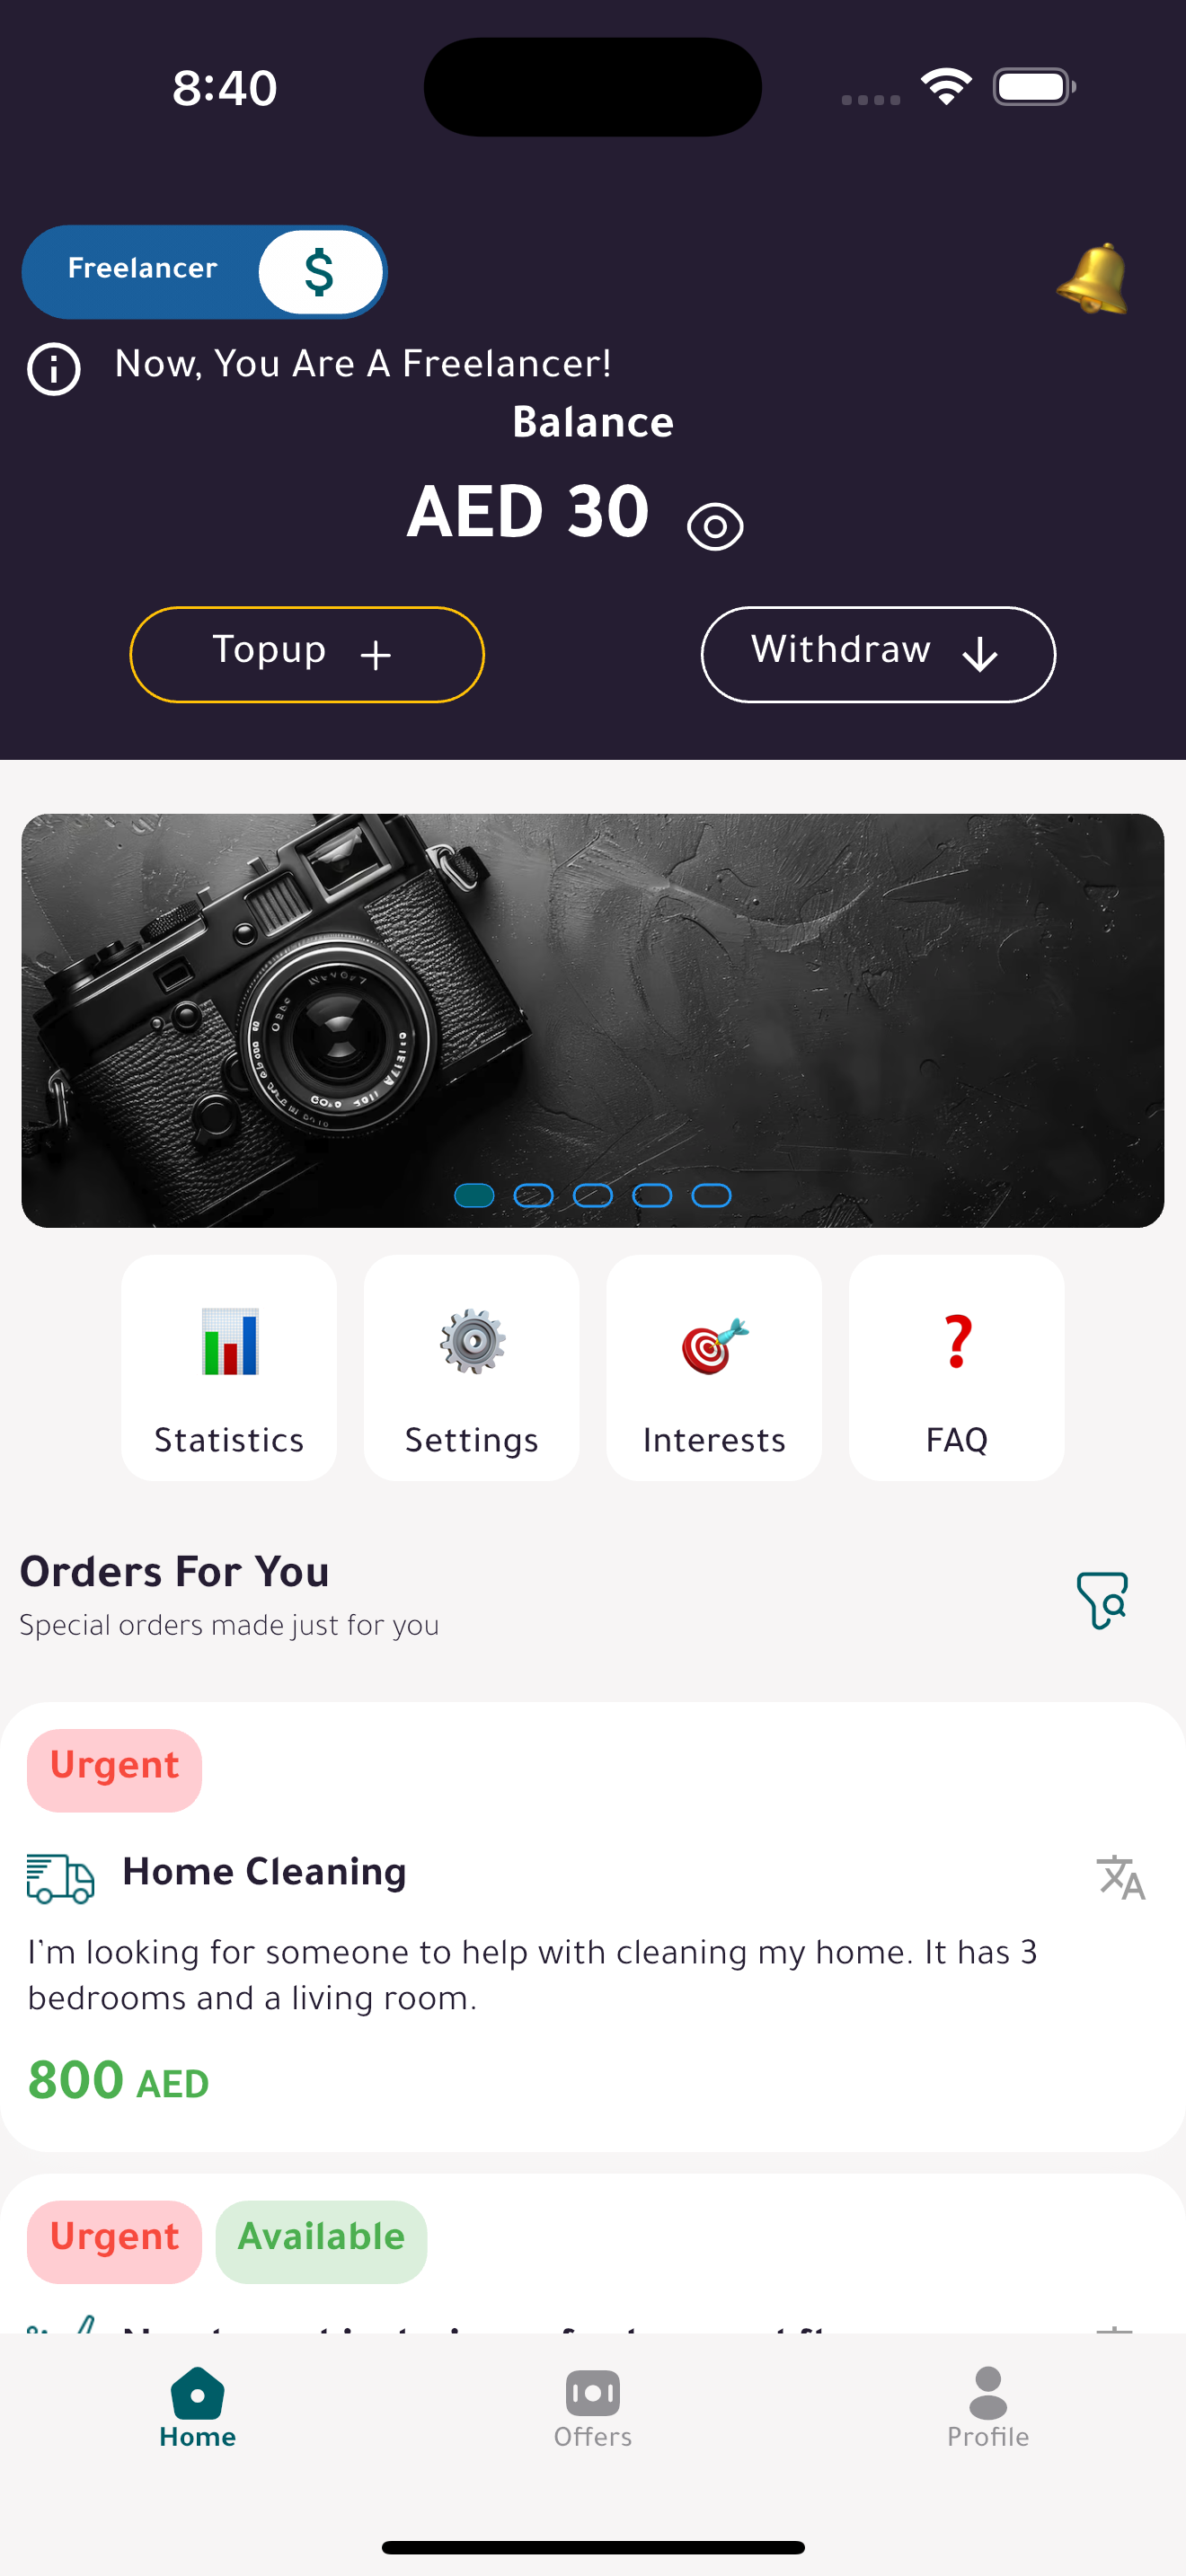 8:40
Freelancer $
Now, You Are A Freelancer!
Balance
AED 30
Topup +
Withdraw
Statistics
Settings
Interests
FAQ
Orders For You
Special orders made just for you
Urgent
Home Cleaning
I'm looking for someone to help with cleaning my home. It has 3
bedrooms and a living room.
800 AED
Urgent Available
Home
Offers
Profile